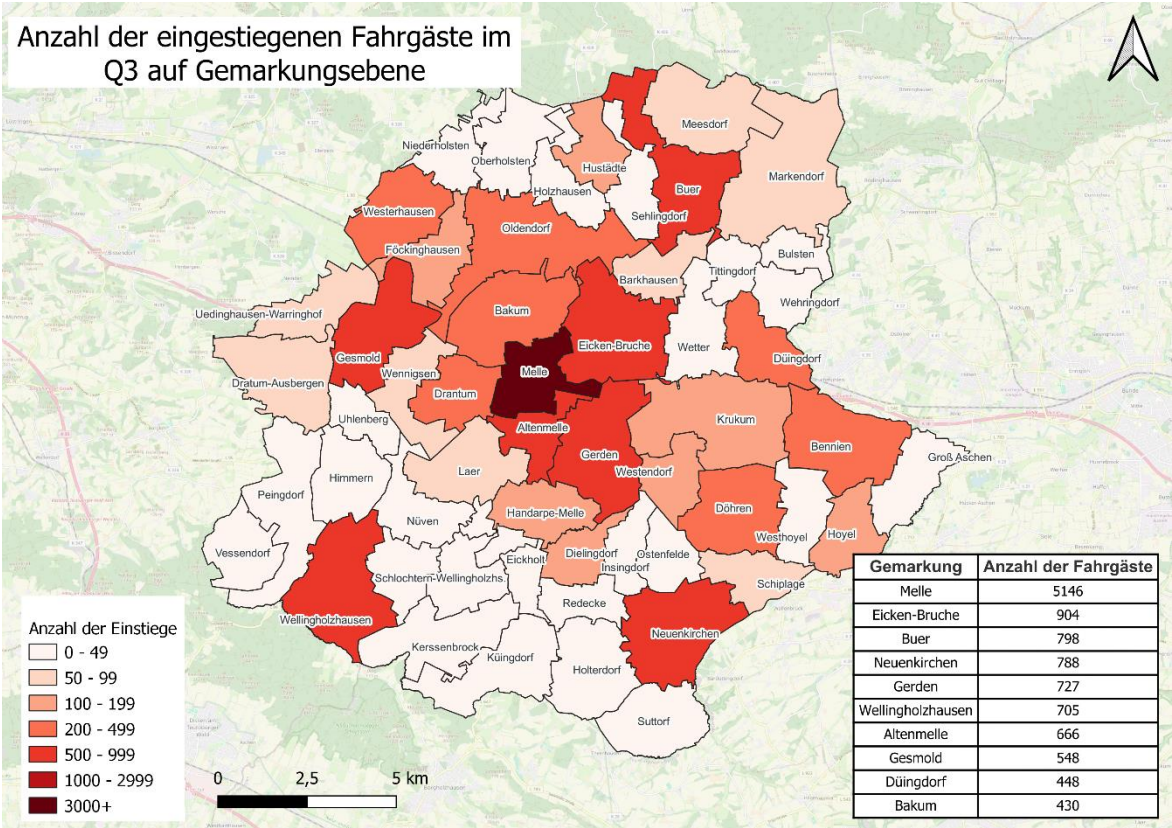 Anzahl der eingestiegenen Fahrgäste im
Q3 auf Gemarkungsebene
Meesdorf
Niederholsten
Oberholsten
Hustädte
Markendorf
Holzhausen
Buer
Westerhausen
Sehlingdorf
Oldendorf
Föckinghausen
Bulsten
Barkhausen
Tittingdorf
Wehringdorf
Uedinghausen-Warringhof
Bakum
Eicken-Bruche
Wetter
Gesmold
Düingdorf
Wennigsen
Melle
Dratum-Ausbergen
Drantum
Uhlenberg
Krukum
Altenmelle
Bennien
Gerden
Groß Aschen
Laer
Westendorf
Himmern
Peingdorf
Döhren
Handarpe-Melle
Nüven
Westhoyel
Hoyel
Vessendorf
Eickholt
Dielingdorf
Ostenfelde
Insingdorf
Schlochtern-Wellingholzhs.
Schiplage
Redecke
Wellingholzhausen
Neuenkirchen
Kerssenbrock
Küingdorf
Holterdorf
Suttorf
Anzahl der Einstiege
0 - 49
50 - 99
100 - 199
200 - 499
500 - 999
1000 - 2999
3000+
0 2,5 5 km
Gemarkung Anzahl der Fahrgäste
Melle 5146
Eicken-Bruche 904
Buer 798
Neuenkirchen 788
Gerden 727
Wellingholzhausen 705
Altenmelle 666
Gesmold 548
Düingdorf 448
Bakum 430